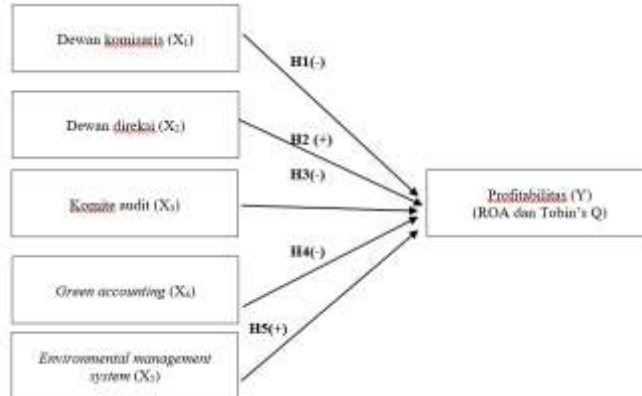 Dewan komisaris (X₁)
H1(-)
Dewan direksi (X₂)
H2 (+)
H3(-)
Komite audit (X₃)
Profitabilitas (Y)
(ROA dan Tobin's Q)
H4(-)
Green accounting (X₄)
H5(+)
Environmental management
system (X₅)